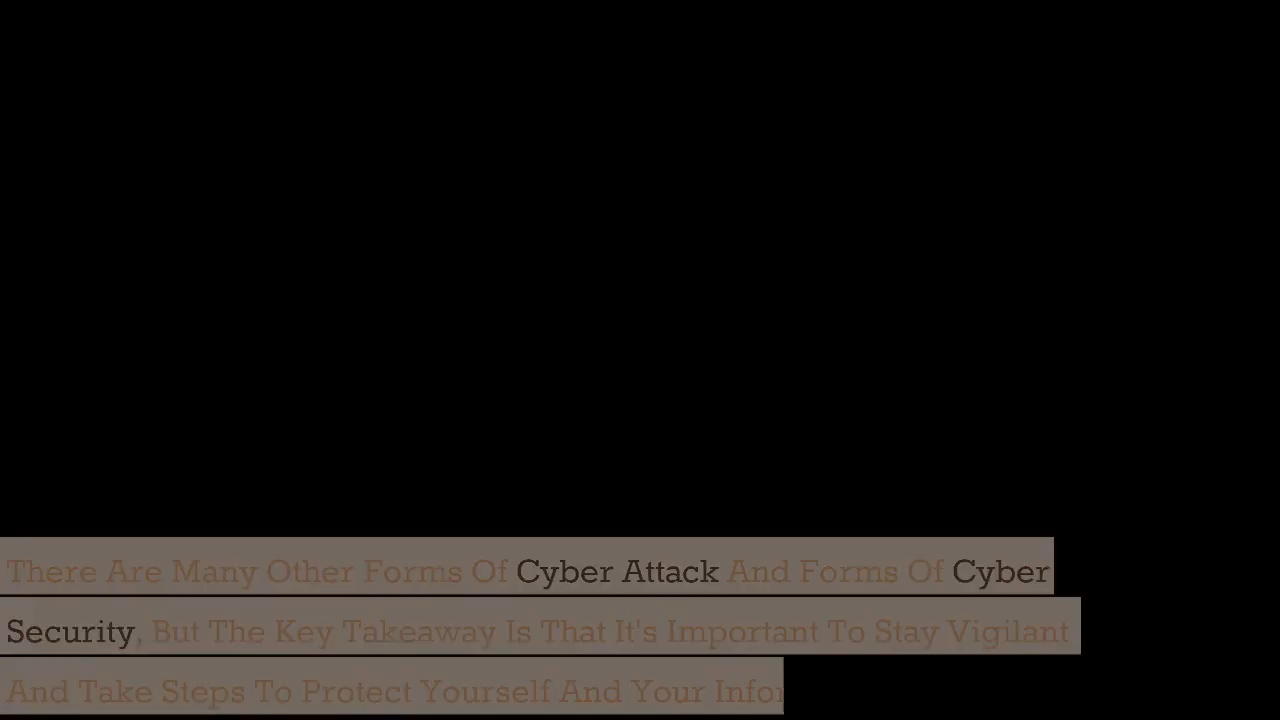 There Are Many Other Forms Of Cyber Attack And Forms Of Cyber
Security, But The Key Takeaway Is That It's Important To Stay Vigilant
And Take Steps To Protect Yourself And Your